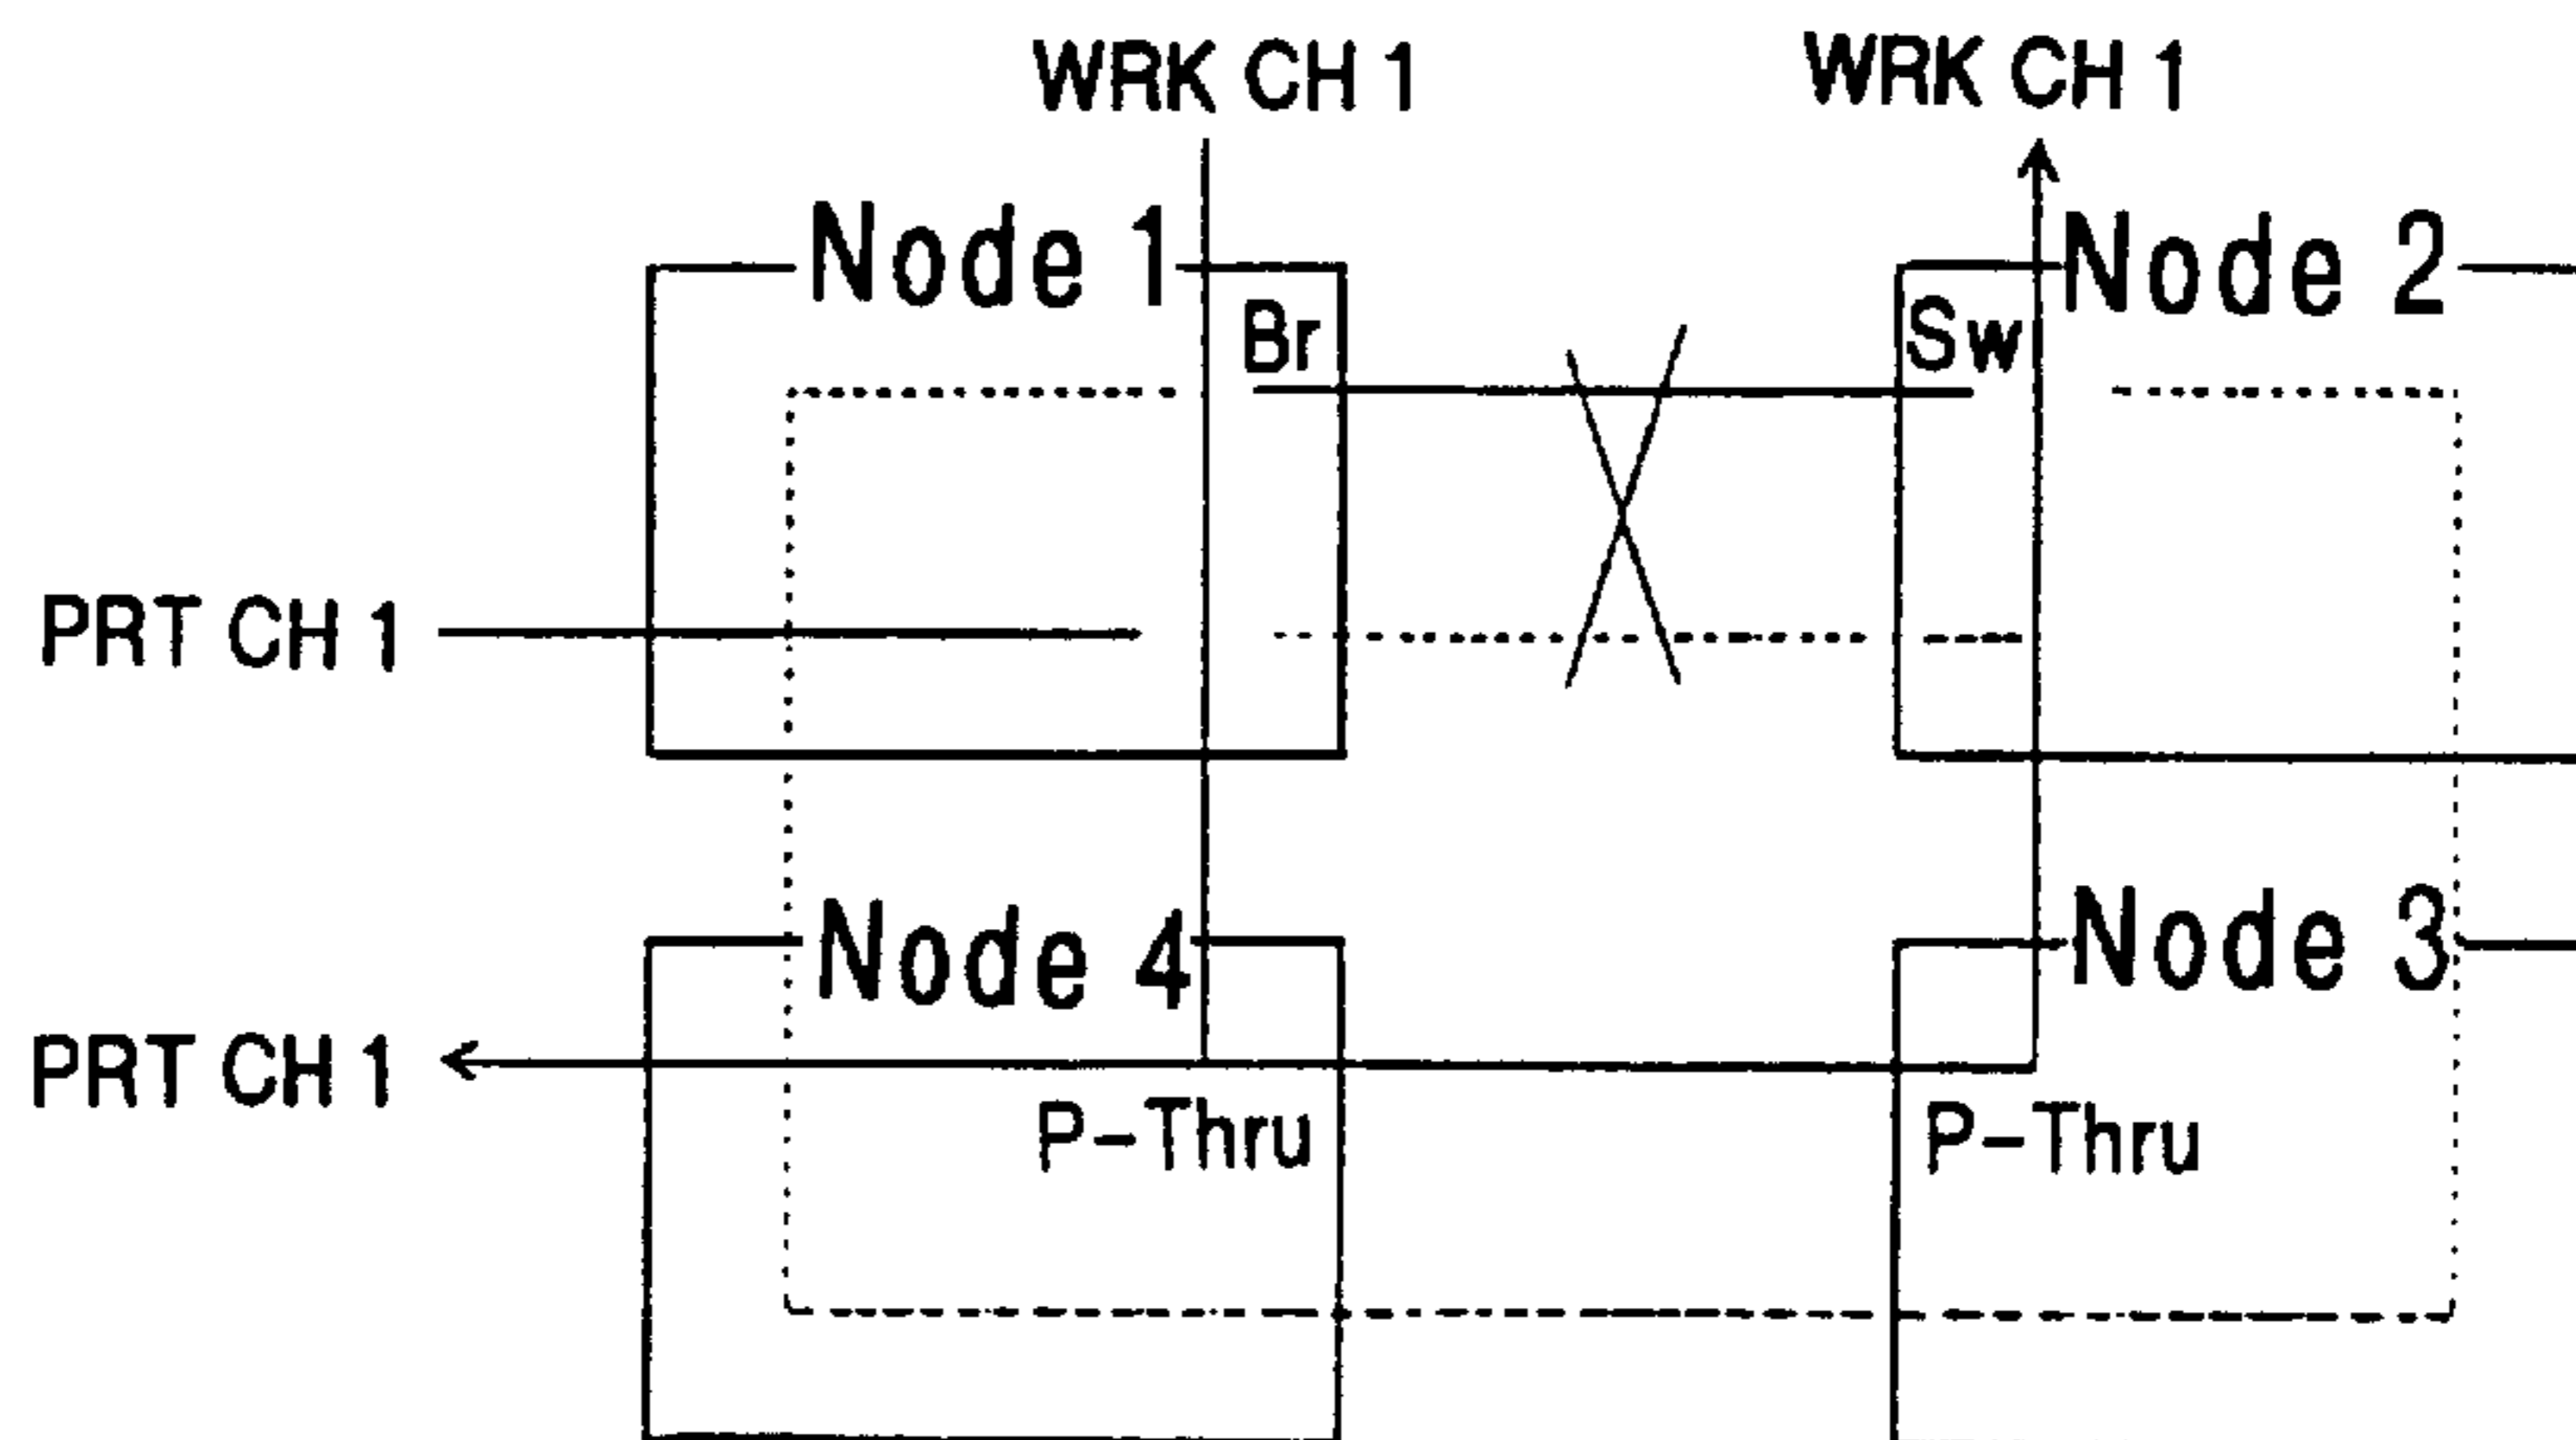 WRK CH 1 WRK CH 1
Node 1 Node 2
Br Sw
PRT CH 1
Node 4 Node 3
PRT CH 1
P-Thru P-Thru